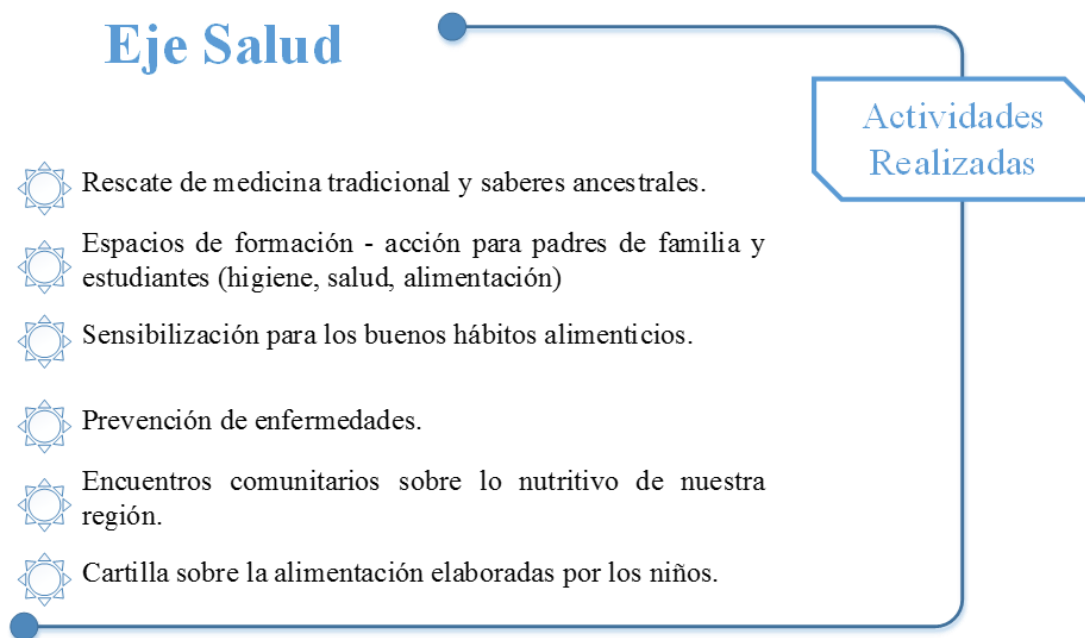 Eje Salud
Actividades
Realizadas
Rescate de medicina tradicional y saberes ancestrales.
Espacios de formación - acción para padres de familia y
estudiantes (higiene, salud, alimentación)
Sensibilización para los buenos hábitos alimenticios.
Prevención de enfermedades.
Encuentros comunitarios sobre lo nutritivo de nuestra
región.
Cartilla sobre la alimentación elaboradas por los niños.